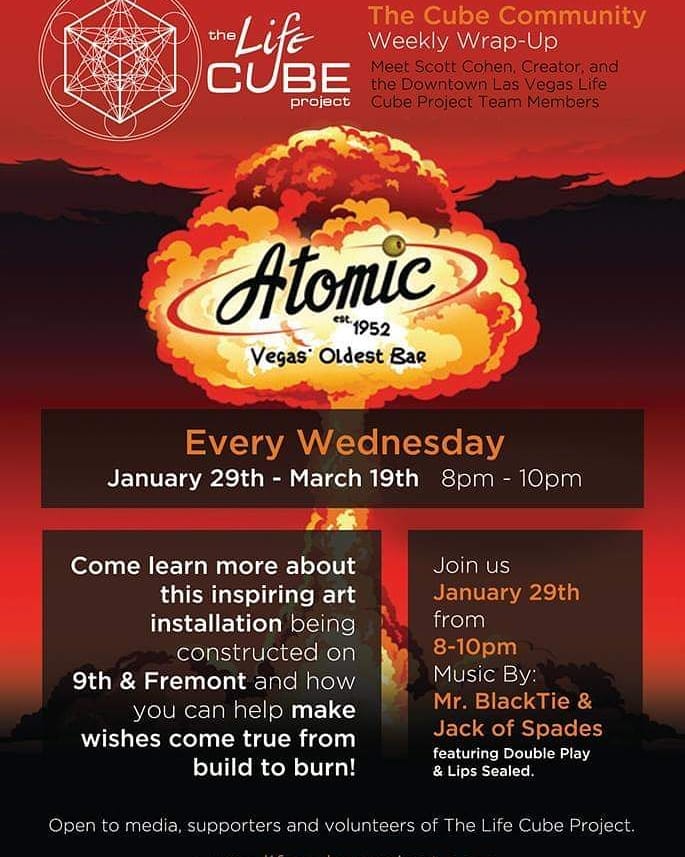 the Life
CUBE
project
The Cube Community
Weekly Wrap-Up
Meet Scott Cohen, Creator, and
the Downtown Las Vegas Life
Cube Project Team Members
Atomic
est. 1952
Vegas' Oldest Bar
Every Wednesday
January 29th - March 19th 8pm - 10pm
Come learn more about
this inspiring art
installation being
constructed on
9th & Fremont and how
you can help make
wishes come true from
build to burn!
Join us
January 29th
from
8-10pm
Music By:
Mr. BlackTie &
Jack of Spades
featuring Double Play
& Lips Sealed.
Open to media, supporters and volunteers of The Life Cube Project.